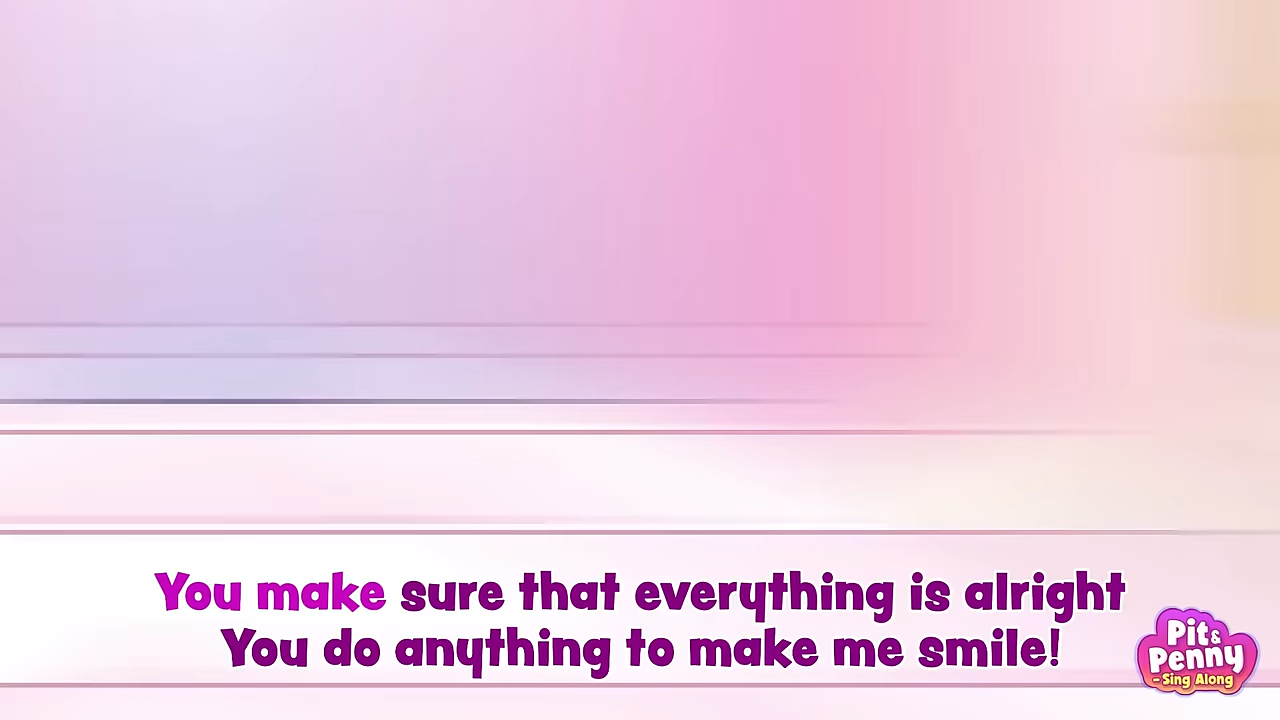 You make sure that everything is alright
You do anything to make me smile!
Pit &
Penny
- Sing Along